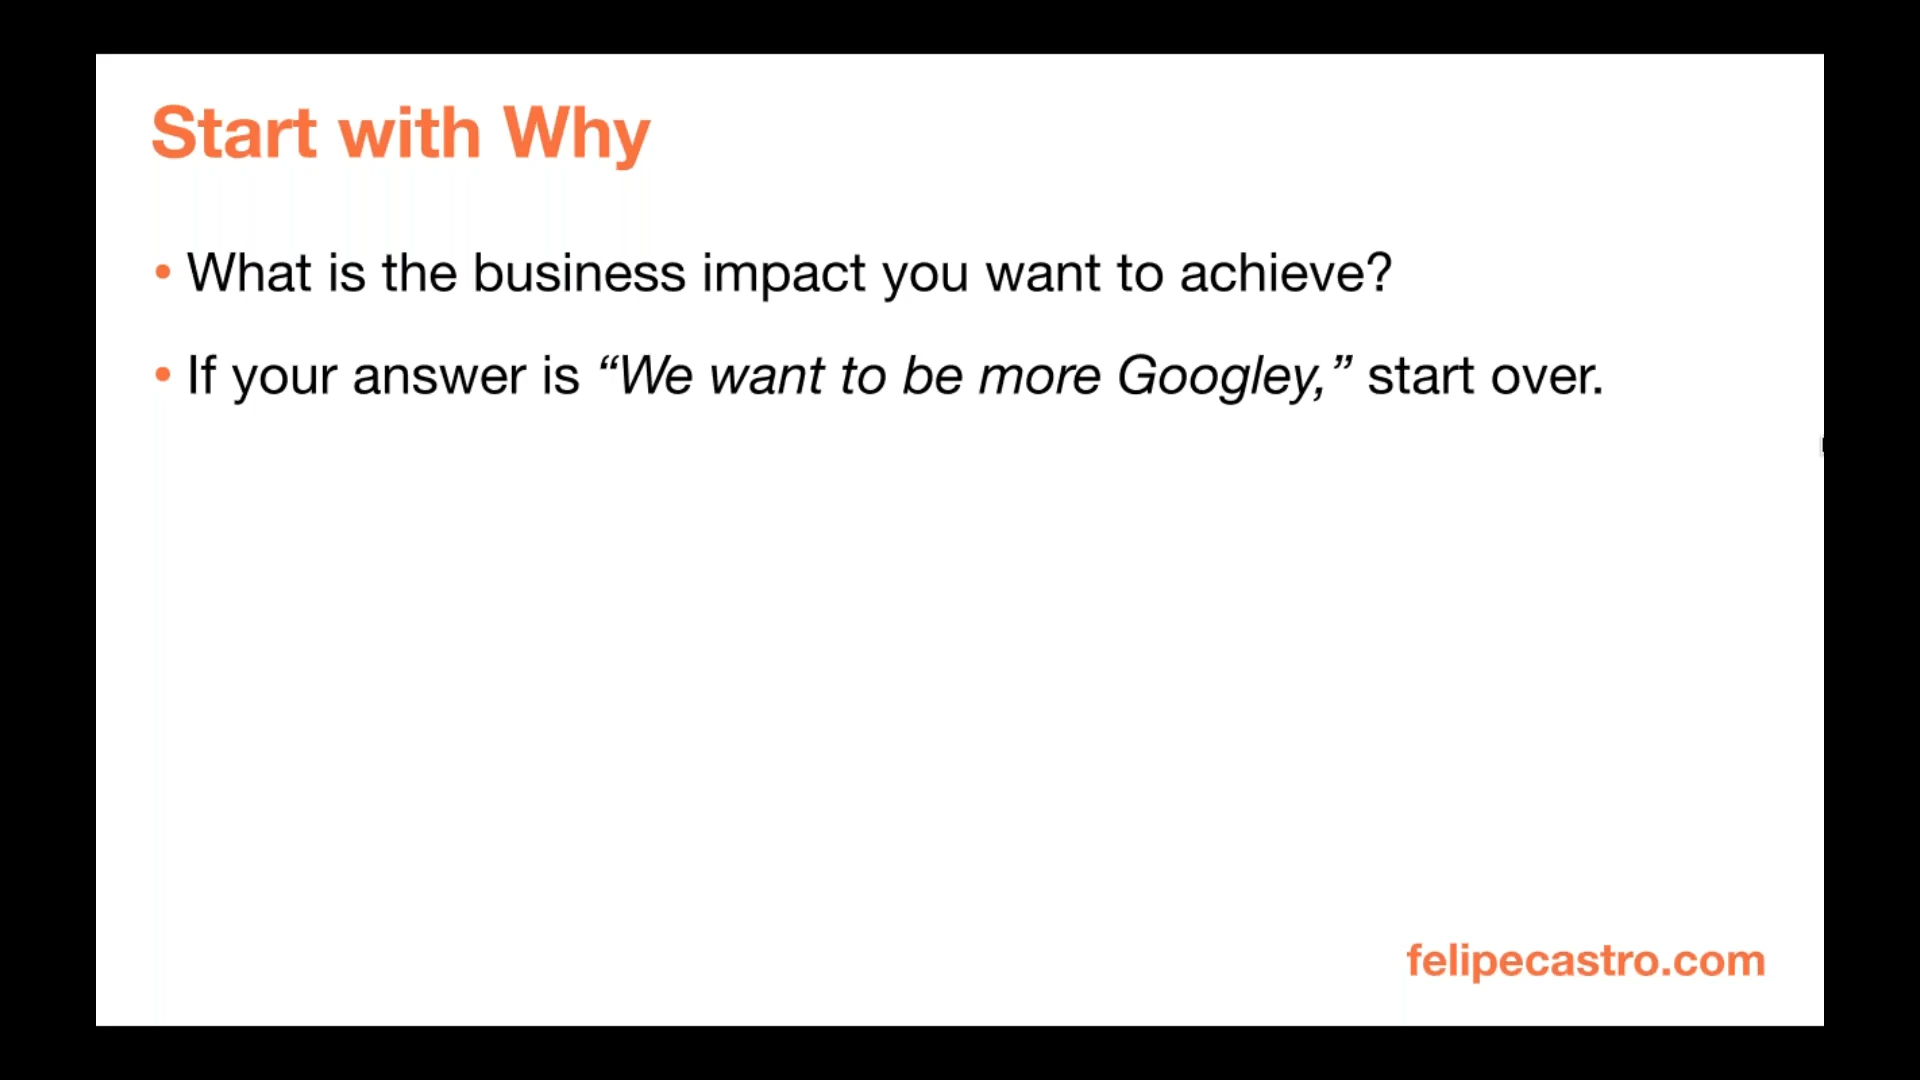 Start with Why
• What is the business impact you want to achieve?
• If your answer is “We want to be more Googley,” start over.
felipecastro.com